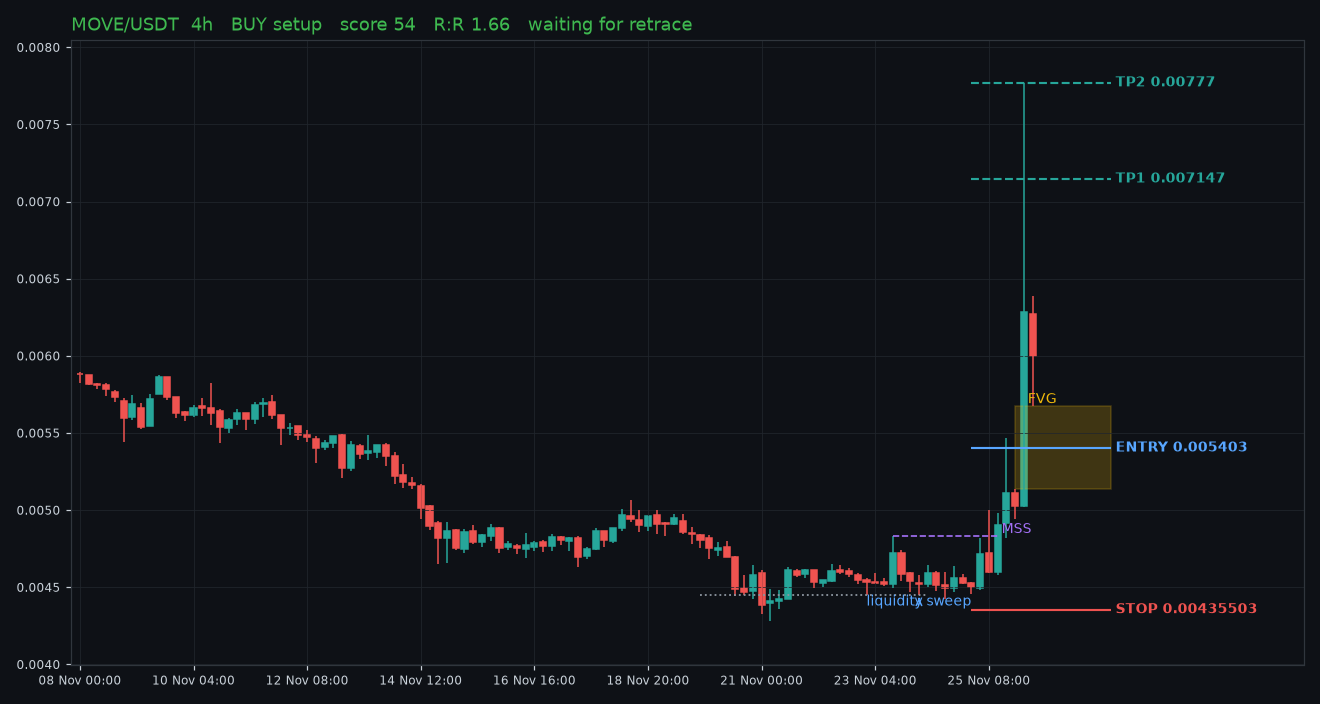 MOVE/USDT 4h BUY setup score 54 R:R 1.66 waiting for retrace
0.0080
TP2 0.00777
0.0075
TP1 0.007147
0.0070
0.0065
0.0060
FVG
0.0055
ENTRY 0.005403
0.0050
MSS
0.0045
liquidity sweep
STOP 0.00435503
0.0040
08 Nov 00:00 10 Nov 04:00 12 Nov 08:00 14 Nov 12:00 16 Nov 16:00 18 Nov 20:00 21 Nov 00:00 23 Nov 04:00 25 Nov 08:00